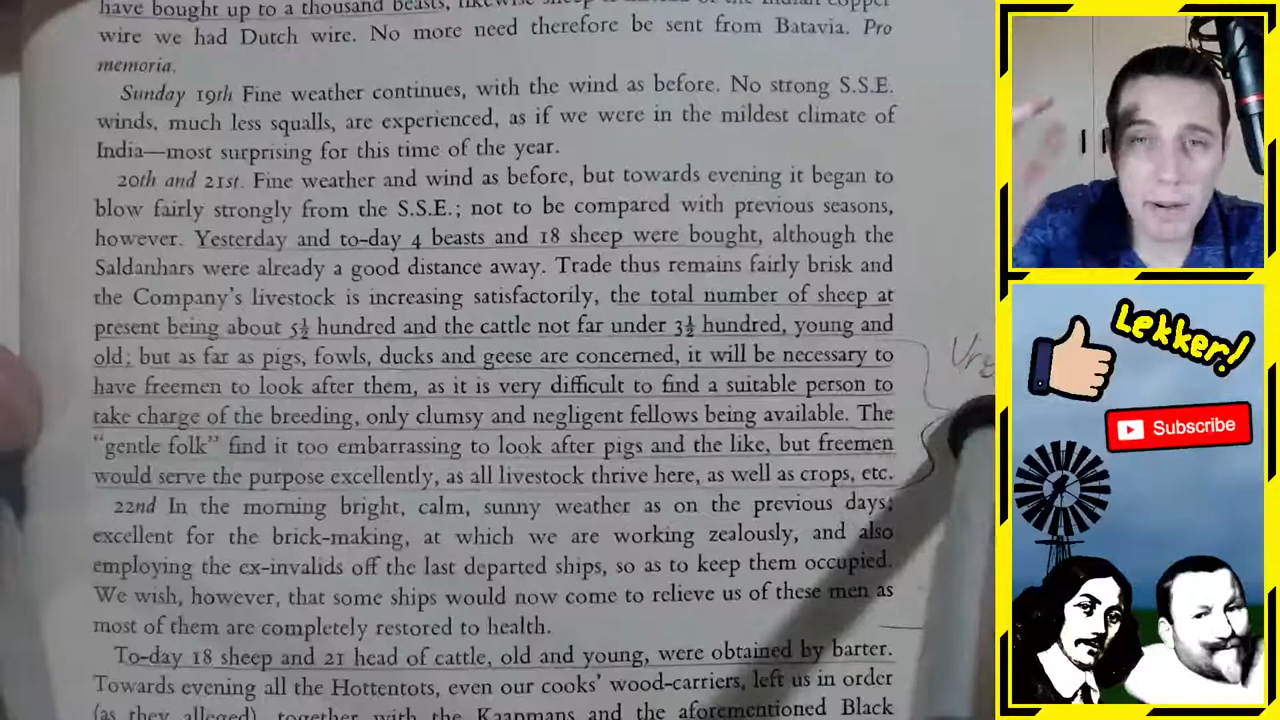 have bought up to a thousand beasts, likewise sheep
wire we had Dutch wire. No more need therefore be sent from Batavia. Pro
memoria.
Sunday 19th Fine weather continues, with the wind as before. No strong S.S.E.
winds, much less squalls, are experienced, as if we were in the mildest climate of
India—most surprising for this time of the year.
20th and 21st. Fine weather and wind as before, but towards evening it began to
blow fairly strongly from the S.S.E.; not to be compared with previous seasons,
however. Yesterday and to-day 4 beasts and 18 sheep were bought, although the
Saldanhars were already a good distance away. Trade thus remains fairly brisk and
the Company's livestock is increasing satisfactorily, the total number of sheep at
present being about 5½ hundred and the cattle not far under 3½ hundred, young and
old; but as far as pigs, fowls, ducks and geese are concerned, it will be necessary to
have freemen to look after them, as it is very difficult to find a suitable person to
take charge of the breeding, only clumsy and negligent fellows being available. The
"gentle folk" find it too embarrassing to look after pigs and the like, but freemen
would serve the purpose excellently, as all livestock thrive here, as well as crops, etc.
22nd In the morning bright, calm, sunny weather as on the previous days;
excellent for the brick-making, at which we are working zealously, and also
employing the ex-invalids off the last departed ships, so as to keep them occupied.
We wish, however, that some ships would now come to relieve us of these men as
most of them are completely restored to health.
To-day 18 sheep and 21 head of cattle, old and young, were obtained by barter.
Towards evening all the Hottentots, even our cooks' wood-carriers, left us in order
(as they alleged), together with the Kaapmans and the aforementioned Black
Lekker!
Subscribe